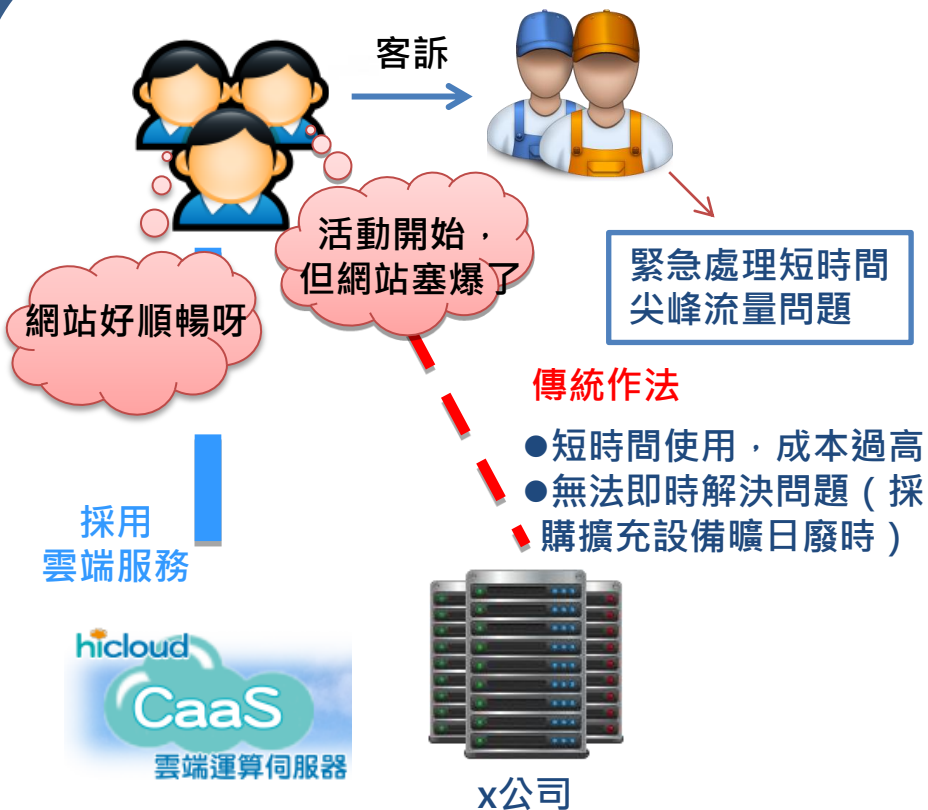 客訴
活動開始，
但網站塞爆了
網站好順暢呀
緊急處理短時間
尖峰流量問題
傳統作法
●短時間使用，成本過高
●無法即時解決問題（採
購擴充設備曠日廢時）
採用
雲端服務
hicloud
CaaS
雲端運算伺服器
x公司